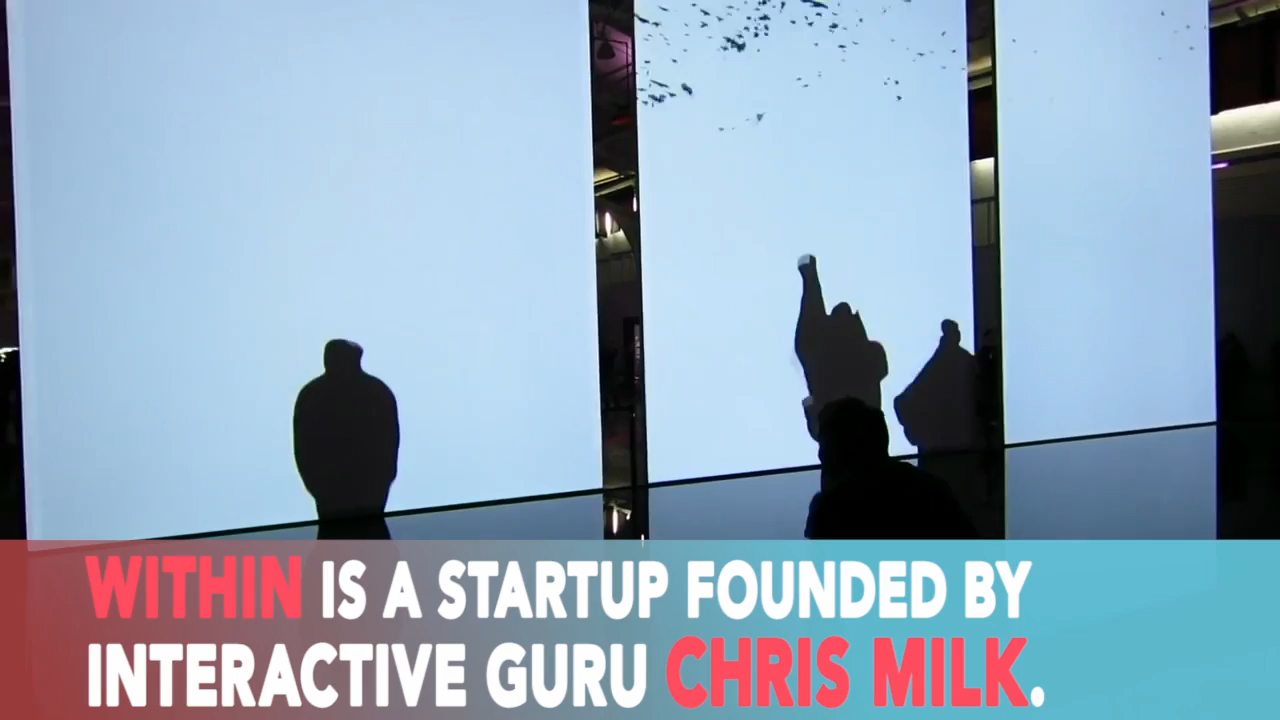 WITHIN IS A STARTUP FOUNDED BY
INTERACTIVE GURU CHRIS MILK.